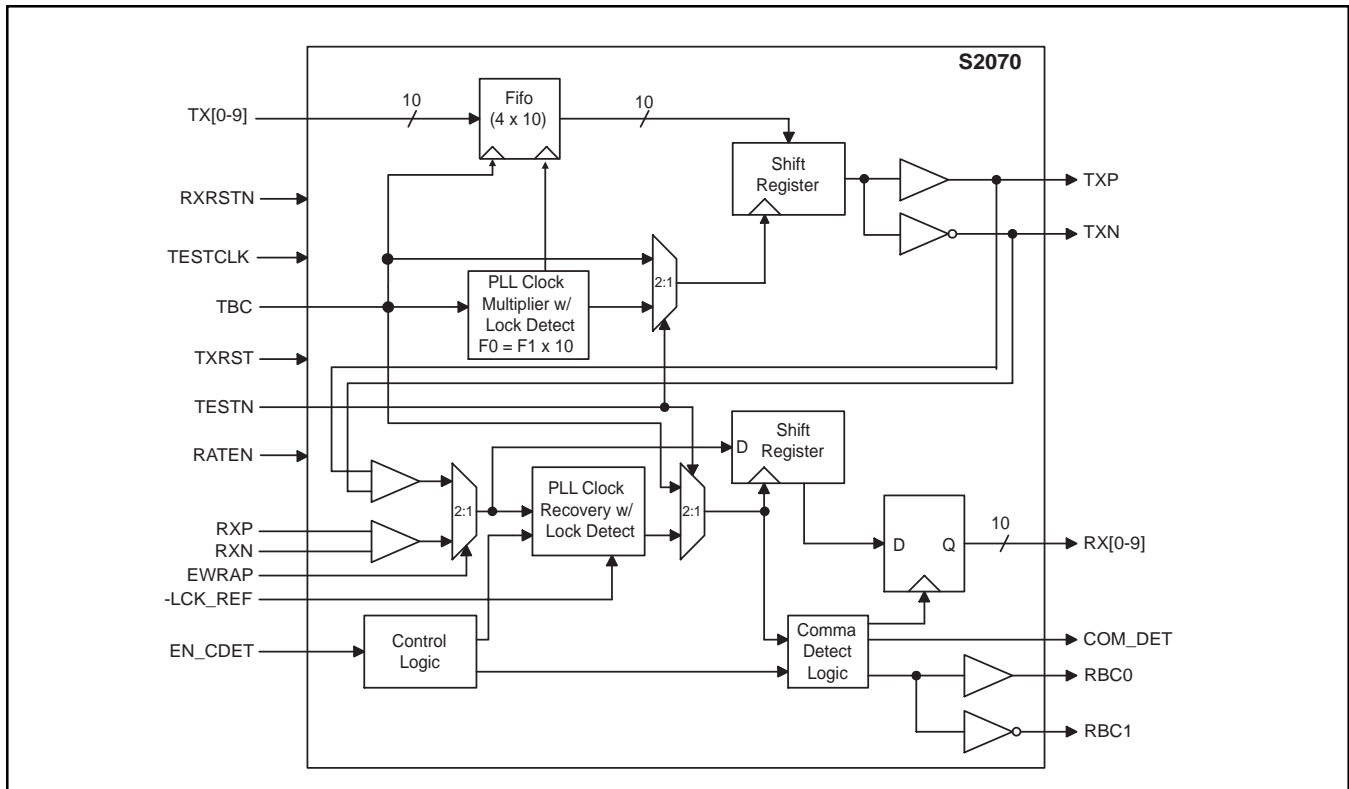 S2070
TX[0-9]
10
Fifo
(4 x 10)
10
Shift
Register
TXP
TXN
RXRSTN
TESTCLK
TBC
PLL Clock
Multiplier w/
Lock Detect
F0 = F1 x 10
2:1
TXRST
TESTN
RATEN
D
Shift
Register
RXP
RXN
2:1
PLL Clock
Recovery w/
Lock Detect
2:1
D Q
10
RX[0-9]
EWRAP
-LCK_REF
EN_CDET
Control
Logic
Comma
Detect
Logic
COM_DET
RBC0
RBC1